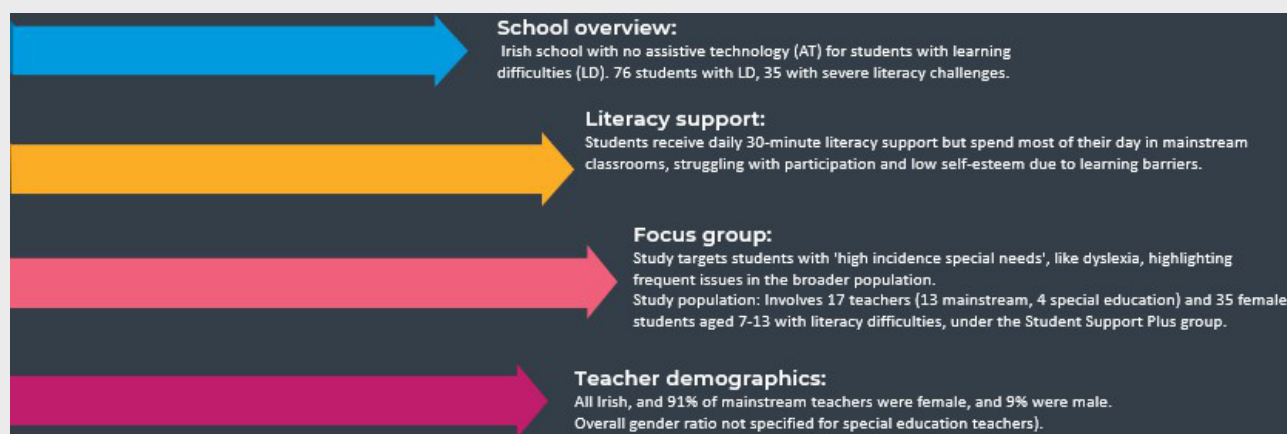 School overview:
Irish school with no assistive technology (AT) for students with learning
difficulties (LD). 76 students with LD, 35 with severe literacy challenges.
Literacy support:
Students receive daily 30-minute literacy support but spend most of their day in mainstream
classrooms, struggling with participation and low self-esteem due to learning barriers.
Focus group:
Study targets students with 'high incidence special needs', like dyslexia, highlighting
frequent issues in the broader population.
Study population: Involves 17 teachers (13 mainstream, 4 special education) and 35 female
students aged 7-13 with literacy difficulties, under the Student Support Plus group.
Teacher demographics:
All Irish, and 91% of mainstream teachers were female, and 9% were male.
Overall gender ratio not specified for special education teachers).